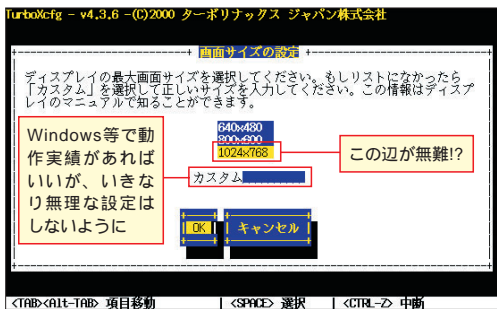 TurboXcfg - v4.3.6 -(C)2000 ターボリナックス ジャパン株式会社
画面サイズの設定
ディスプレイの最大画面サイズを選択してください。もしリストになかったら
「カスタム」を選択して正しいサイズを入力してください。この情報はディスプ
レイのマニュアルで知ることができます。
640x480
800x600
1024x768
カスタム
Windows等で動
作実績があれば
いいが、いきな
り無理な設定は
しないように
この辺が無難!?
OK
キャンセル
<TAB><Alt-TAB> 項目移動 | <SPACE> 選択 | <CTRL-Z> 中断